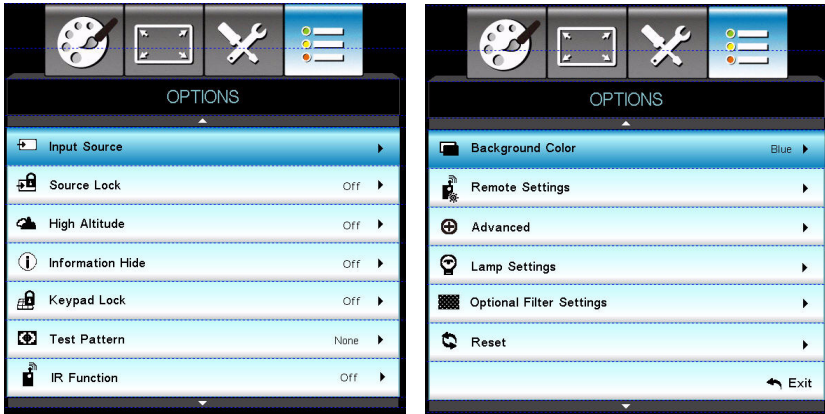 OPTIONS
Input Source
Source Lock Off
High Altitude Off
Information Hide Off
Keypad Lock Off
Test Pattern None
IR Function Off
OPTIONS
Background Color Blue
Remote Settings
Advanced
Lamp Settings
Optional Filter Settings
Reset
Exit